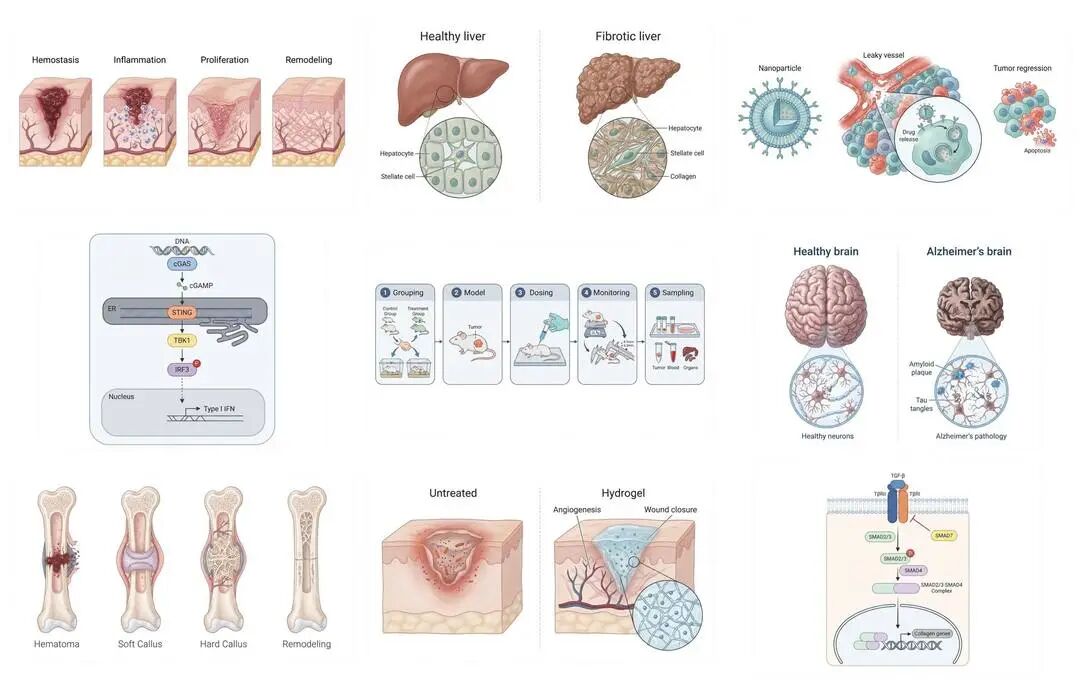 Hemostasis
Inflammation
Proliferation
Remodeling
Healthy liver
Fibrotic liver
Hepatocyte
Stellate cell
Hepatocyte
Stellate cell
Collagen
Nanoparticle
Leaky vessel
Drug
release
Tumor regression
Apoptosis
DNA
cGAS
cGAMP
ER
STING
TBK1
IRF3
P
Nucleus
Type I IFN
1 Grouping
Control
Group
Treatment
Group
2 Model
Tumor
3 Dosing
4 Monitoring
5 Sampling
Tumor
Blood
Organs
Healthy brain
Alzheimer's brain
Amyloid
plaque
Tau
tangles
Healthy neurons
Alzheimer's pathology
Hematoma
Soft Callus
Hard Callus
Remodeling
Untreated
Hydrogel
Angiogenesis
Wound closure
TGF-β
SMAD2/3
SMAD7
SMAD2/3
P
SMAD4
SMAD2/3 SMAD4
Complex
Collagen genes